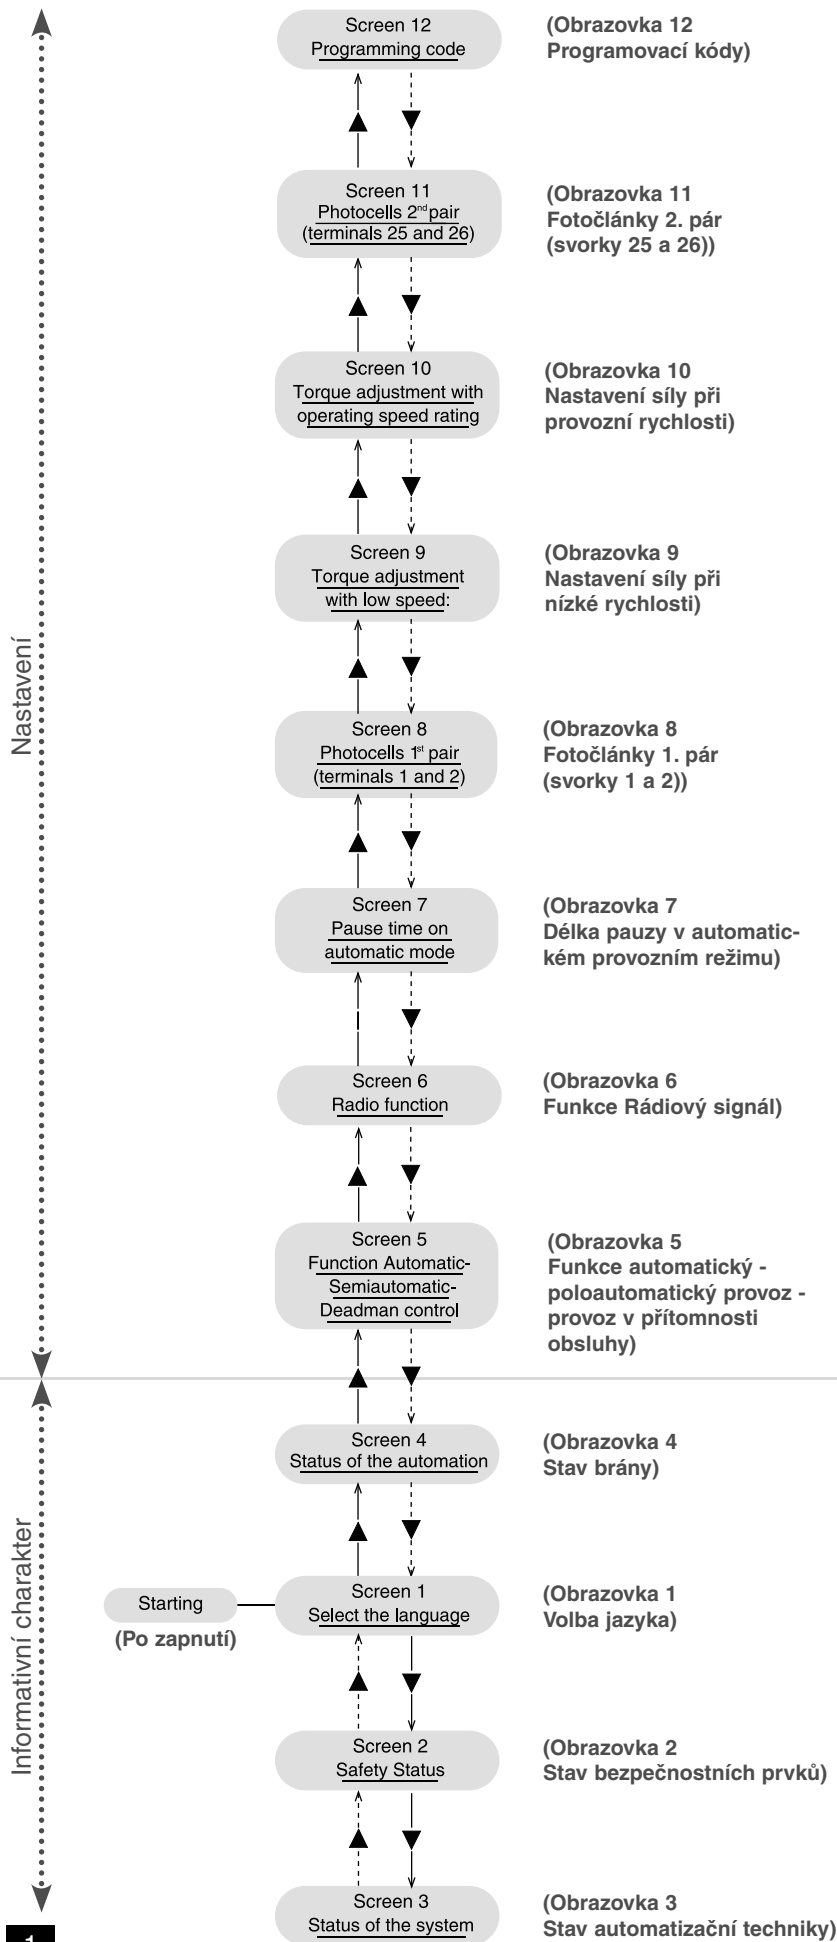 Screen 12
Programming code
(Obrazovka 12
Programovací kódy)
Screen 11
Photocells 2nd pair
(terminals 25 and 26)
(Obrazovka 11
Fotočlánky 2. pár
(svorky 25 a 26))
Screen 10
Torque adjustment with
operating speed rating
(Obrazovka 10
Nastavení síly při
provozní rychlosti)
Screen 9
Torque adjustment
with low speed:
(Obrazovka 9
Nastavení síly při
nízké rychlosti)
Nastavení
Screen 8
Photocells 1st pair
(terminals 1 and 2)
(Obrazovka 8
Fotočlánky 1. pár
(svorky 1 a 2))
Screen 7
Pause time on
automatic mode
(Obrazovka 7
Délka pauzy v automatic-
kém provozním režimu)
Screen 6
Radio function
(Obrazovka 6
Funkce Rádiový signál)
Screen 5
Function Automatic-
Semiautomatic-
Deadman control
(Obrazovka 5
Funkce automatický -
poloautomatický provoz -
provoz v přítomnosti
obsluhy)
Screen 4
Status of the automation
(Obrazovka 4
Stav brány)
Informativní charakter
Starting
(Po zapnutí)
Screen 1
Select the language
(Obrazovka 1
Volba jazyka)
Screen 2
Safety Status
(Obrazovka 2
Stav bezpečnostních prvků)
Screen 3
Status of the system
(Obrazovka 3
Stav automatizační techniky)
1